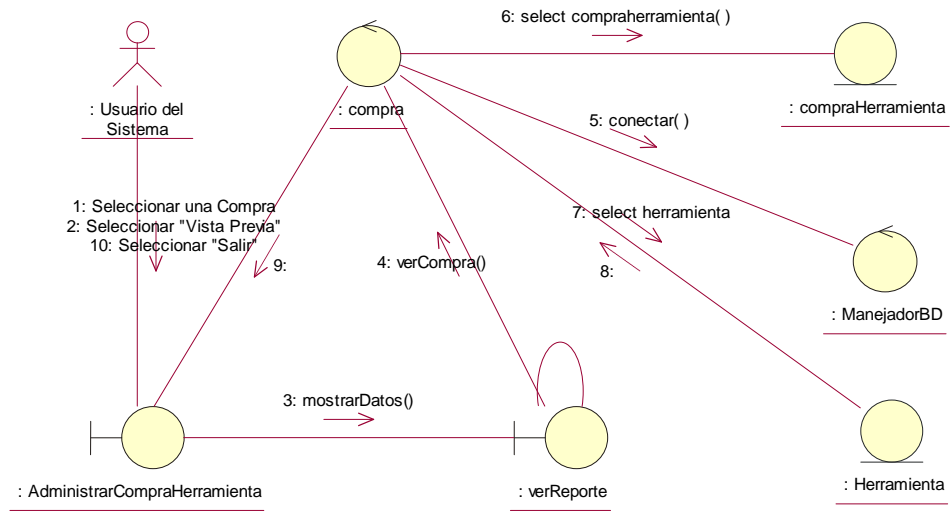 6: select compraherramienta( )
: Usuario del
Sistema
: compra
: compraHerramienta
5: conectar( )
1: Seleccionar una Compra
2: Seleccionar "Vista Previa"
10: Seleccionar "Salir"
7: select herramienta
9:
4: verCompra()
8:
: ManejadorBD
3: mostrarDatos()
: AdministrarCompraHerramienta
: verReporte
: Herramienta